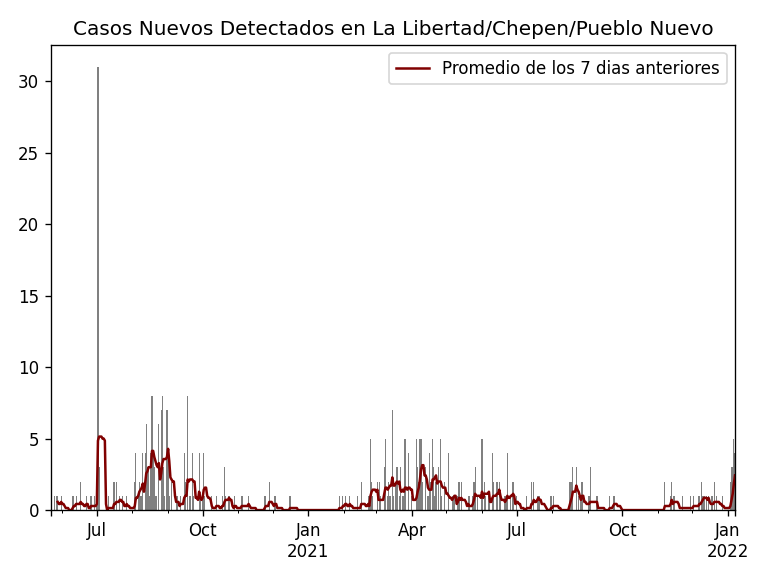 Casos Nuevos Detectados en La Libertad/Chepen/Pueblo Nuevo
Promedio de los 7 dias anteriores
30
25
20
15
10
5
0
Jul Oct Jan Apr Jul Oct Jan
2021 2022